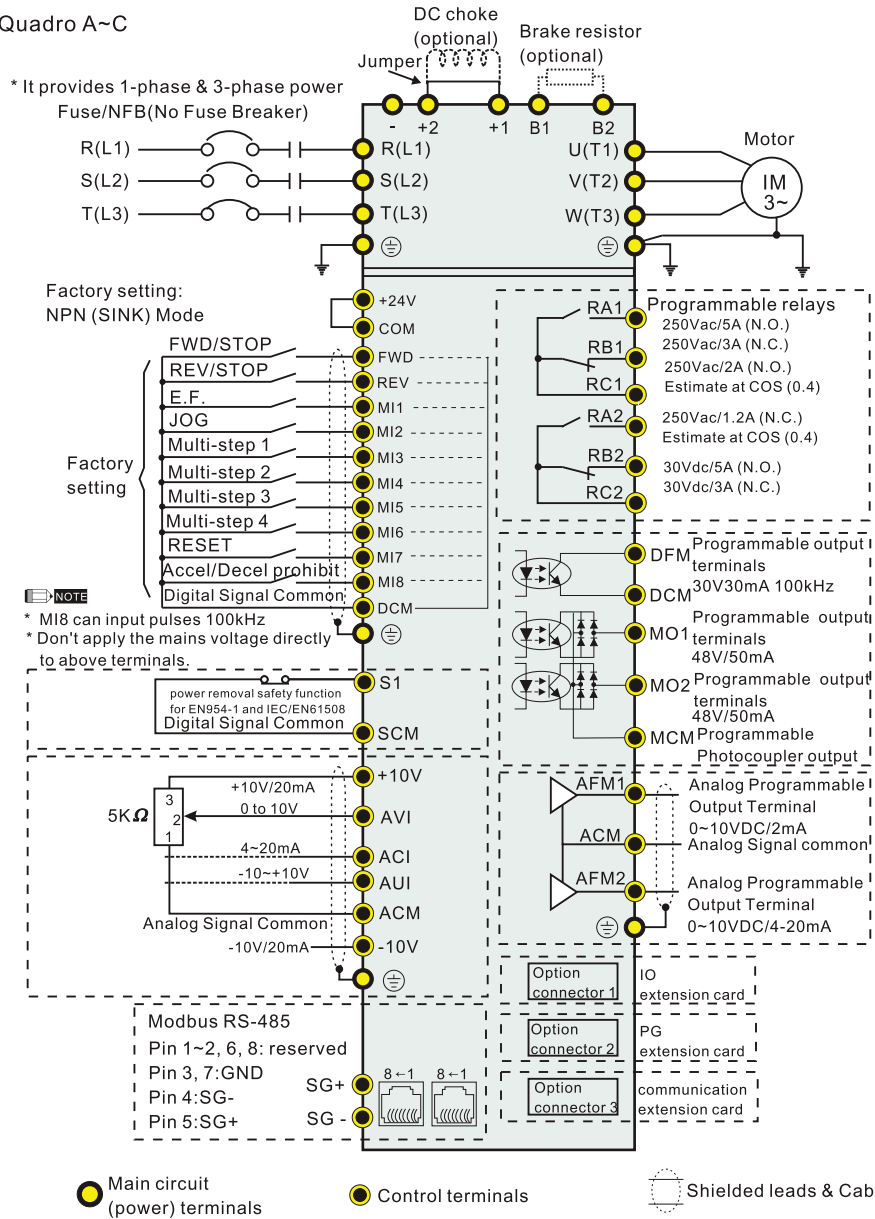 Quadro A~C
DC choke
(optional)
Brake resistor
(optional)
Jumper
* It provides 1-phase & 3-phase power
Fuse/NFB(No Fuse Breaker)
- +2 +1 B1 B2
R(L1) R(L1) U(T1)
S(L2) S(L2) V(T2)
T(L3) T(L3) W(T3)
Motor
IM
3~
Factory setting:
NPN (SINK) Mode
+24V
COM
FWD/STOP FWD
REV/STOP REV
E.F. MI1
JOG MI2
Multi-step 1 MI3
Multi-step 2 MI4
Multi-step 3 MI5
Multi-step 4 MI6
RESET MI7
Accel/Decel prohibit MI8
Digital Signal Common DCM
Factory
setting
NOTE
* MI8 can input pulses 100kHz
* Don't apply the mains voltage directly
to above terminals.
S1
power removal safety function
for EN954-1 and IEC/EN61508
Digital Signal Common
SCM
+10V/20mA +10V
5KΩ
3
2
1
0 to 10V AVI
4~20mA ACI
-10~+10V AUI
ACM
Analog Signal Common
-10V/20mA -10V
Modbus RS-485
Pin 1~2, 6, 8: reserved
Pin 3, 7:GND
Pin 4:SG-
Pin 5:SG+
SG+
SG -
8←1 8←1
RA1
RB1
RC1
RA2
RB2
RC2
Programmable relays
250Vac/5A (N.O.)
250Vac/3A (N.C.)
250Vac/2A (N.O.)
Estimate at COS (0.4)
250Vac/1.2A (N.C.)
Estimate at COS (0.4)
30Vdc/5A (N.O.)
30Vdc/3A (N.C.)
DFM
DCM
Programmable output
terminals
30V30mA 100kHz
MO1
Programmable output
terminals
48V/50mA
MO2
Programmable output
terminals
48V/50mA
MCM
Programmable
Photocoupler output
AFM1
Analog Programmable
Output Terminal
0~10VDC/2mA
ACM
Analog Signal common
AFM2
Analog Programmable
Output Terminal
0~10VDC/4-20mA
Option
connector 1
IO
extension card
Option
connector 2
PG
extension card
Option
connector 3
communication
extension card
Main circuit
(power) terminals
Control terminals
Shielded leads & Cab